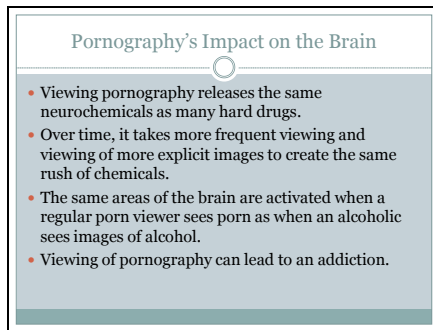 Pornography's Impact on the Brain
• Viewing pornography releases the same
neurochemicals as many hard drugs.
• Over time, it takes more frequent viewing and
viewing of more explicit images to create the same
rush of chemicals.
• The same areas of the brain are activated when a
regular porn viewer sees porn as when an alcoholic
sees images of alcohol.
• Viewing of pornography can lead to an addiction.